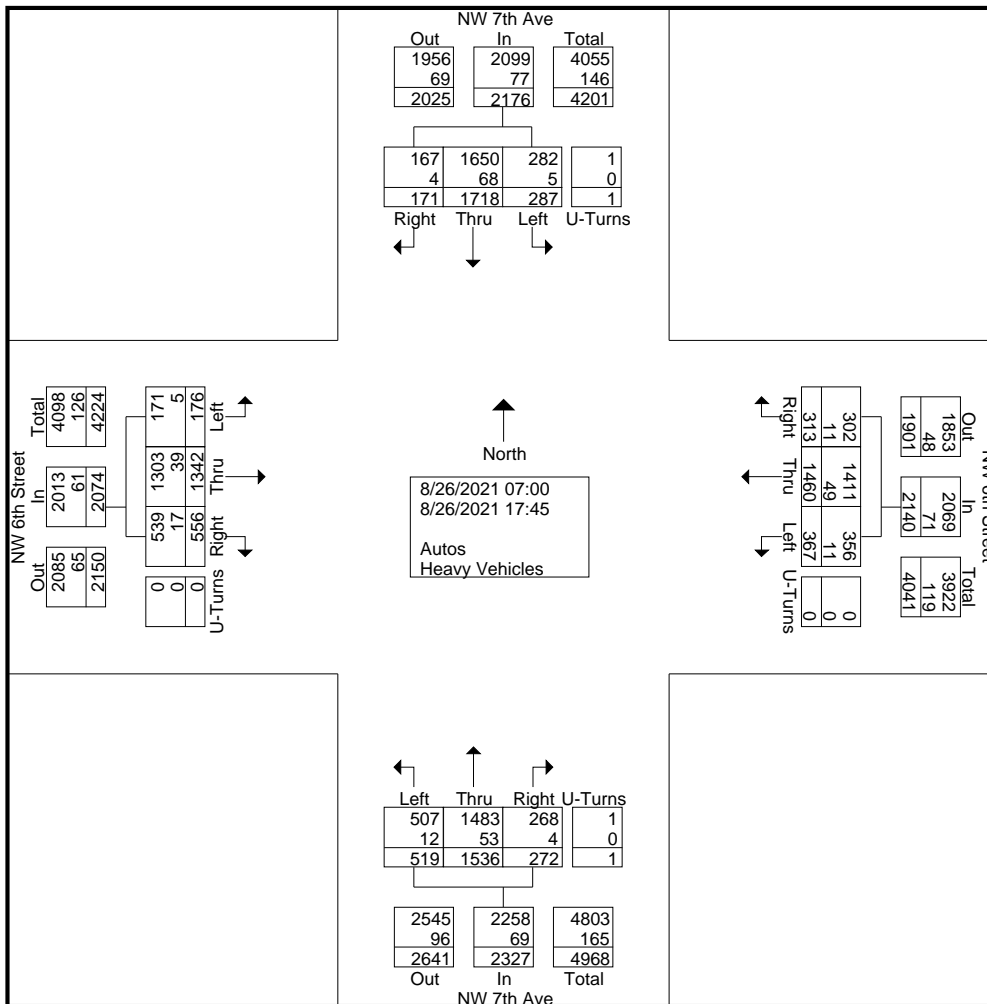 NW 7th Ave
Out In Total
1956 2099 4055
69 77 146
2025 2176 4201
167 1650 282 1
4 68 5 0
171 1718 287 1
Right Thru Left U-Turns
NW 6th Street
Total In Out
4098 2013 2085
126 61 65
4224 2074 2150
171 1303 539 0
5 39 17 0
176 1342 556 0
Left Thru Right U-Turns
North
8/26/2021 07:00
8/26/2021 17:45
Autos
Heavy Vehicles
Right Thru Left U-Turns
302 1411 356 0
11 49 11 0
313 1460 367 0
Out In Total
1853 2069 3922
48 71 119
1901 2140 4041
Street
Left Thru Right U-Turns
507 1483 268 1
12 53 4 0
519 1536 272 1
2545 2258 4803
96 69 165
2641 2327 4968
Out In Total
NW 7th Ave